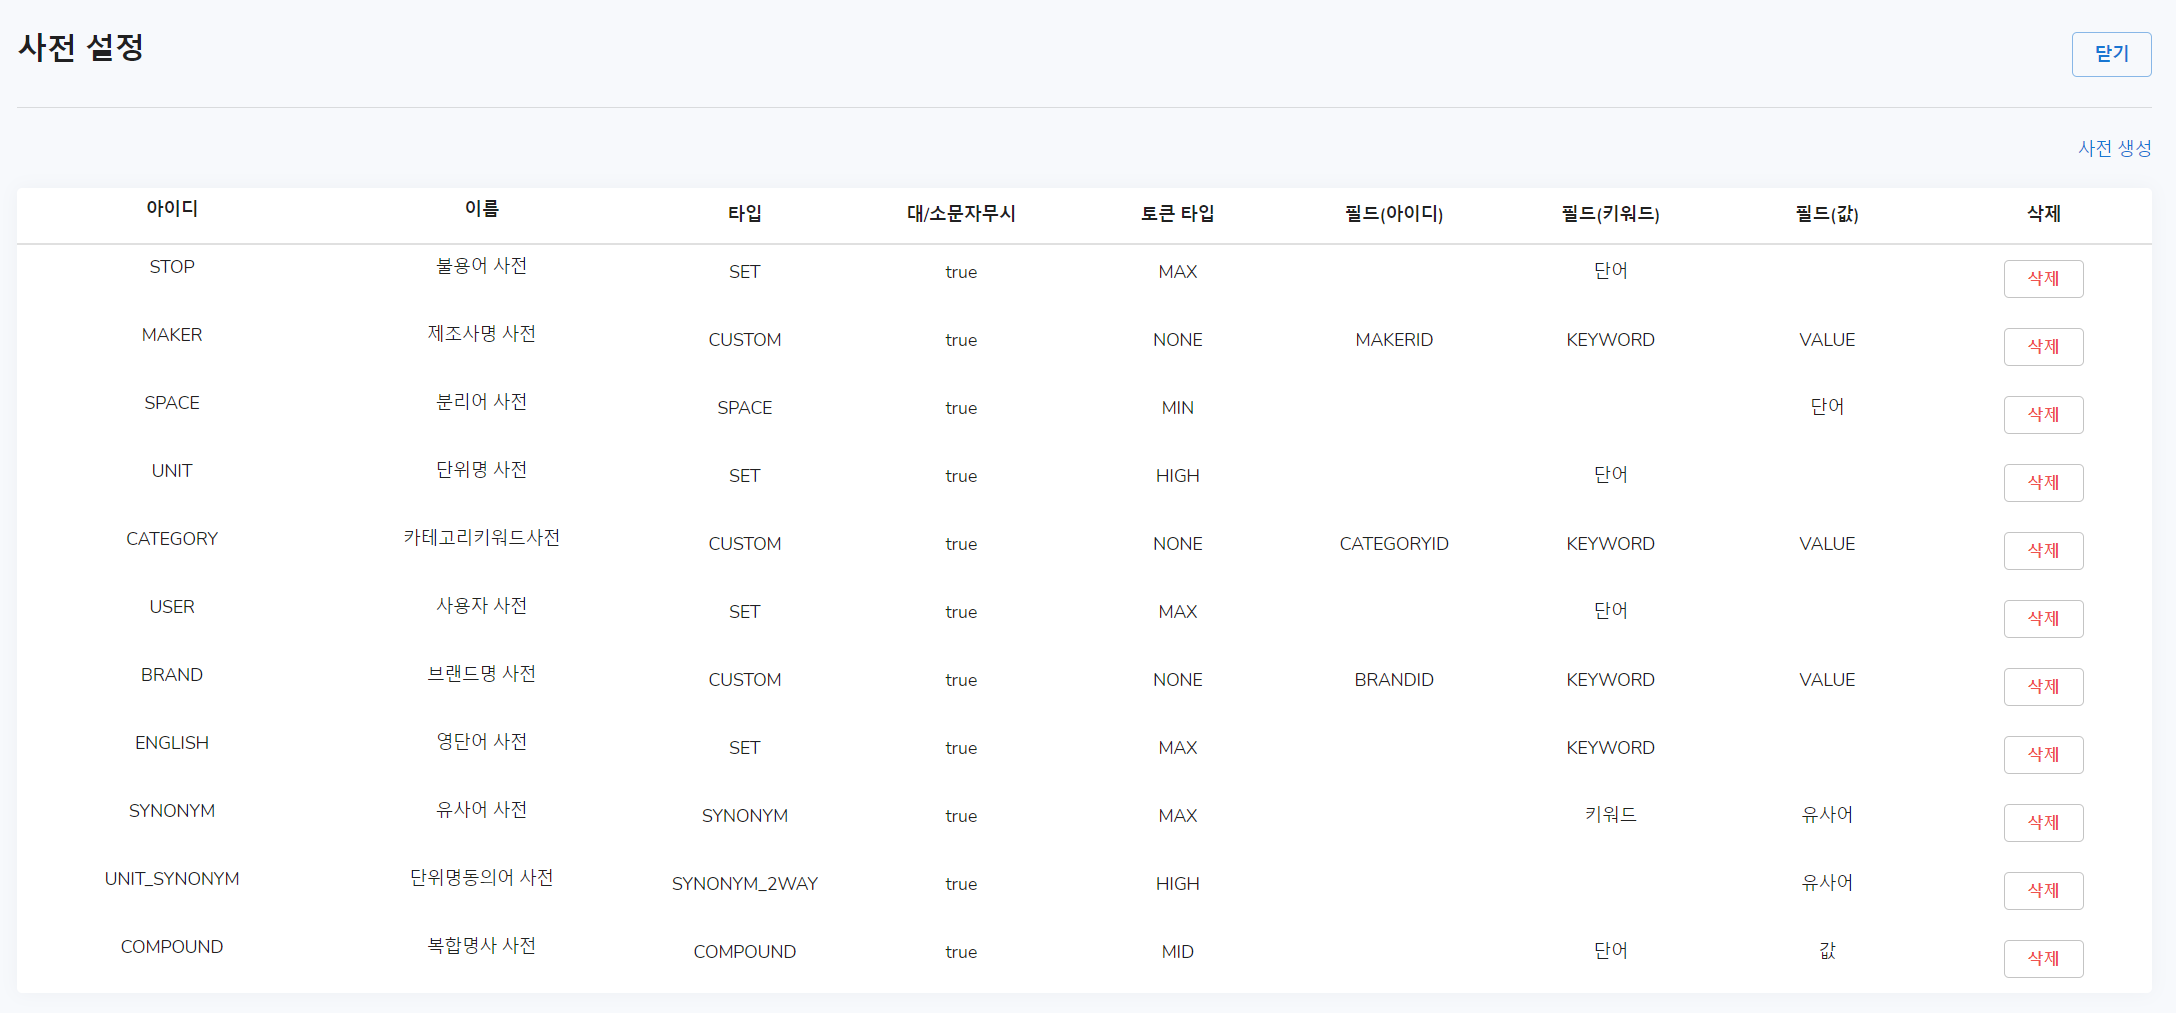 사전 설정
닫기
사전 생성
아이디 이름 타입 대/소문자무시 토큰 타입 필드(아이디) 필드(키워드) 필드(값) 삭제
STOP 불용어 사전 SET true MAX 단어 삭제
MAKER 제조사명 사전 CUSTOM true NONE MAKERID KEYWORD VALUE 삭제
SPACE 분리어 사전 SPACE true MIN 단어 삭제
UNIT 단위명 사전 SET true HIGH 단어 삭제
CATEGORY 카테고리키워드사전 CUSTOM true NONE CATEGORYID KEYWORD VALUE 삭제
USER 사용자 사전 SET true MAX 단어 삭제
BRAND 브랜드명 사전 CUSTOM true NONE BRANDID KEYWORD VALUE 삭제
ENGLISH 영단어 사전 SET true MAX KEYWORD 삭제
SYNONYM 유사어 사전 SYNONYM true MAX 키워드 유사어 삭제
UNIT_SYNONYM 단위명동의어 사전 SYNONYM_2WAY true HIGH 유사어 삭제
COMPOUND 복합명사 사전 COMPOUND true MID 단어 값 삭제